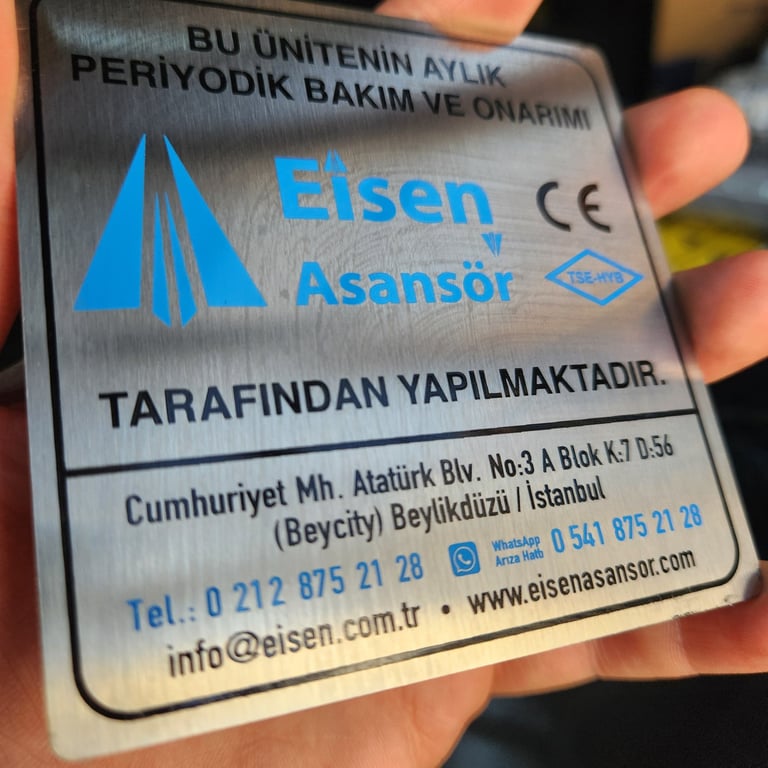 BU ÜNİTENİN AYLIK
PERİYODİK BAKIM VE ONARIMI
Eisen
Asansör
CE
TSE-HYB
TARAFINDAN YAPILMAKTADIR.
Cumhuriyet Mh. Atatürk Blv. No:3 A Blok K:7 D:56
(Beycity) Beylikdüzü / İstanbul
Tel.: 0 212 875 21 28 WhatsApp Arıza Hattı 0 541 875 21 28
info@eisen.com.tr • www.eisenasansor.com